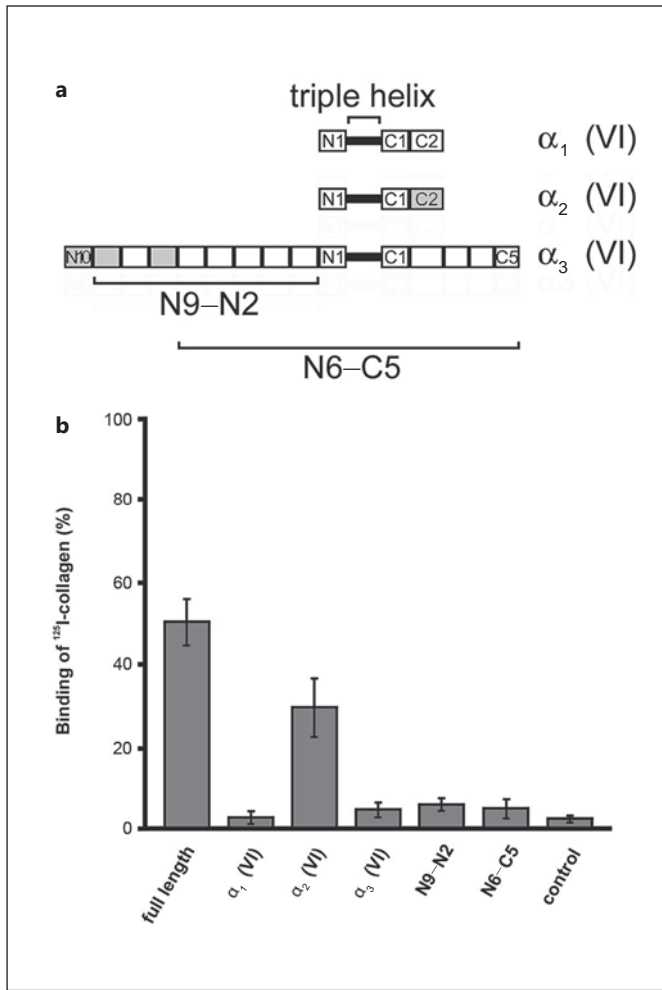 a
triple helix
N1 C1 C2 α₁ (VI)
N1 C1 C2 α₂ (VI)
N10 N1 C1 C5 α₃ (VI)
N9–N2
N6–C5
b
Binding of ¹²⁵I-collagen (%)
100
80
60
40
20
0
full length
α₁ (VI)
α₂ (VI)
α₃ (VI)
N9–N2
N6–C5
control